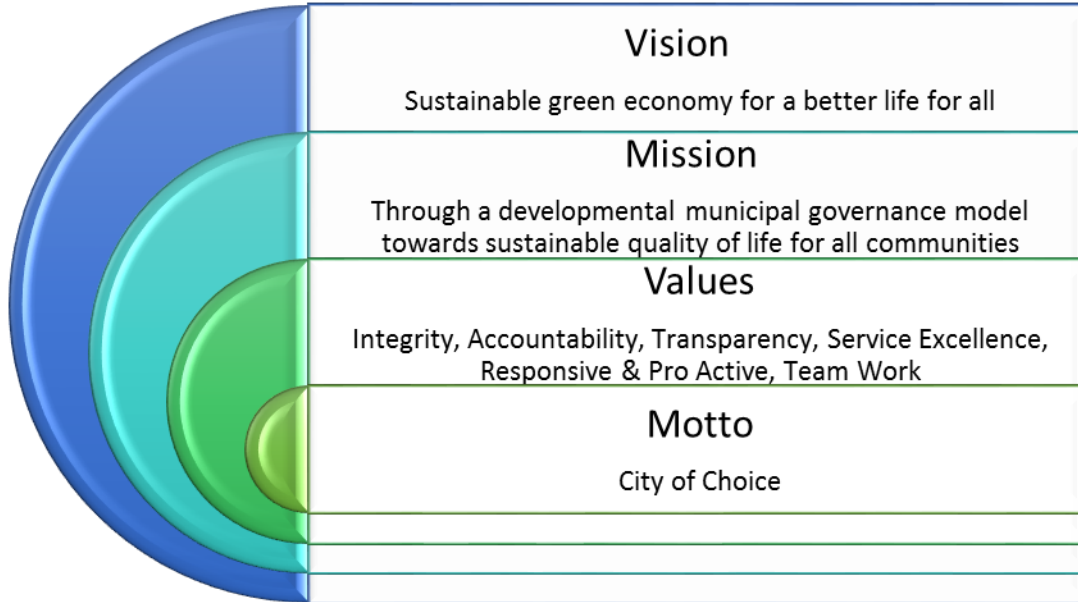 Vision
Sustainable green economy for a better life for all
Mission
Through a developmental municipal governance model
towards sustainable quality of life for all communities
Values
Integrity, Accountability, Transparency, Service Excellence,
Responsive & Pro Active, Team Work
Motto
City of Choice